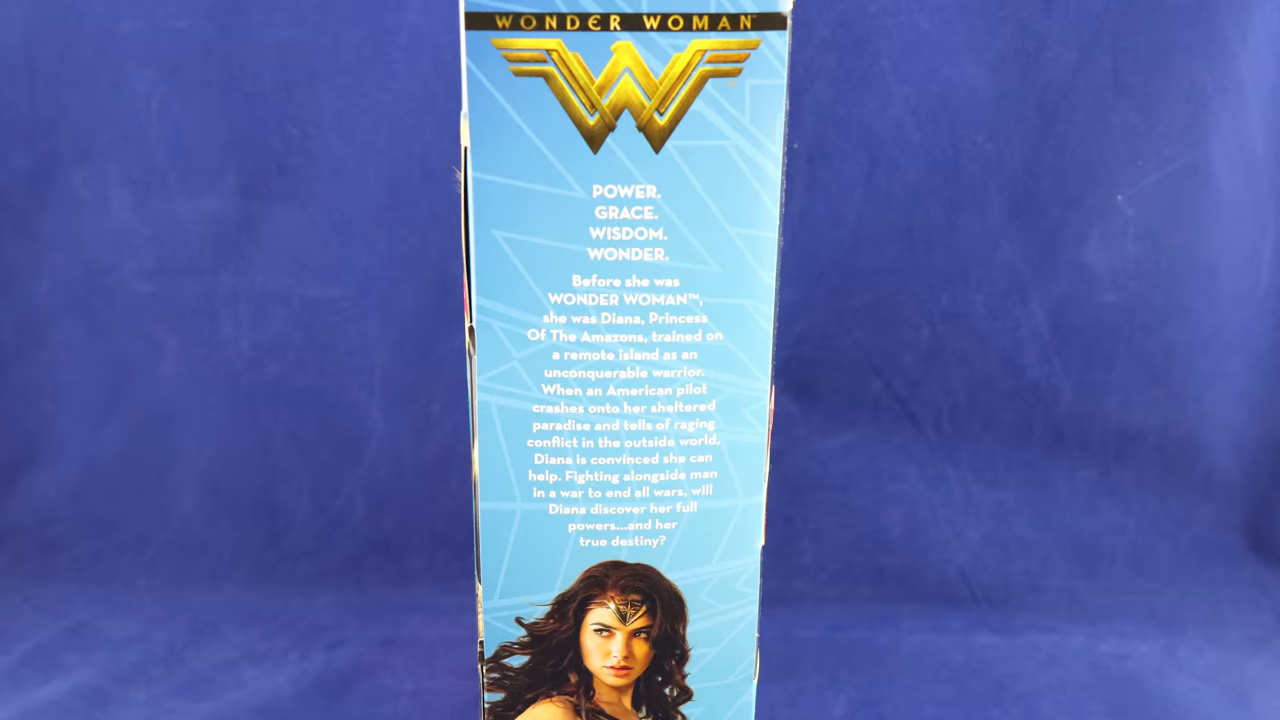 WONDER WOMAN™
POWER.
GRACE.
WISDOM.
WONDER.
Before she was
WONDER WOMAN™,
she was Diana, Princess
Of The Amazons, trained on
a remote island as an
unconquerable warrior.
When an American pilot
crashes onto her sheltered
paradise and tells of raging
conflict in the outside world,
Diana is convinced she can
help. Fighting alongside man
in a war to end all wars, will
Diana discover her full
powers...and her
true destiny?